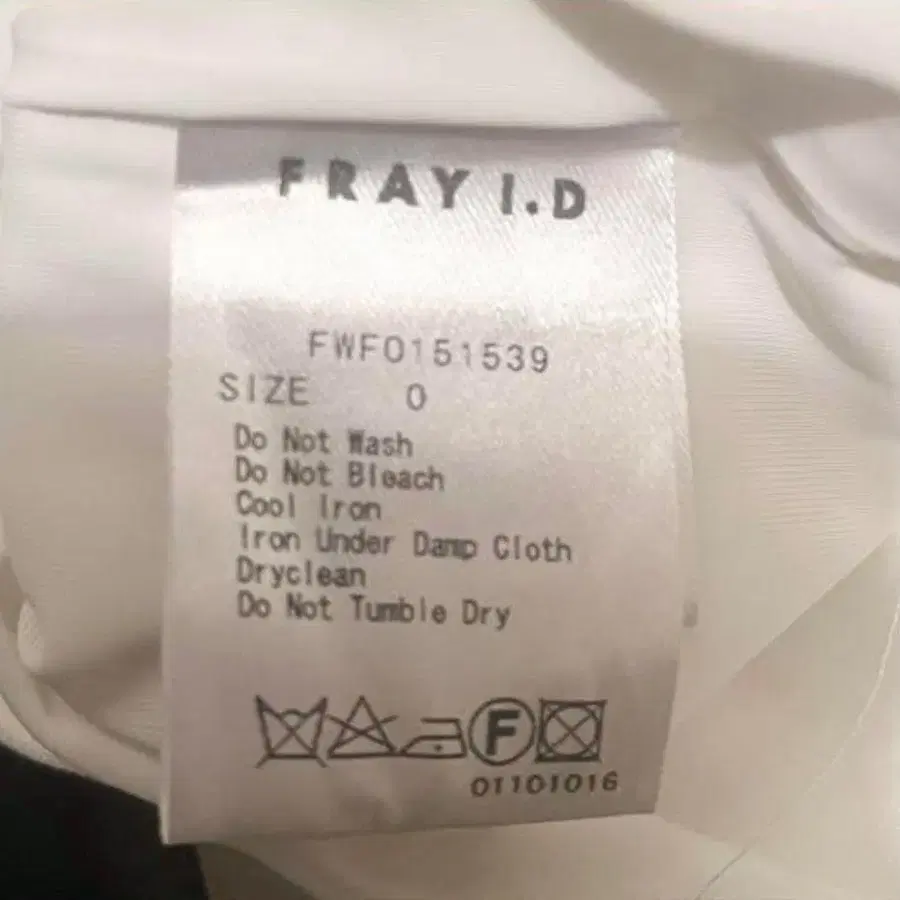 FRAY I.D
FWF0151539
SIZE 0
Do Not Wash
Do Not Bleach
Cool Iron
Iron Under Damp Cloth
Dryclean
Do Not Tumble Dry
F
01101016